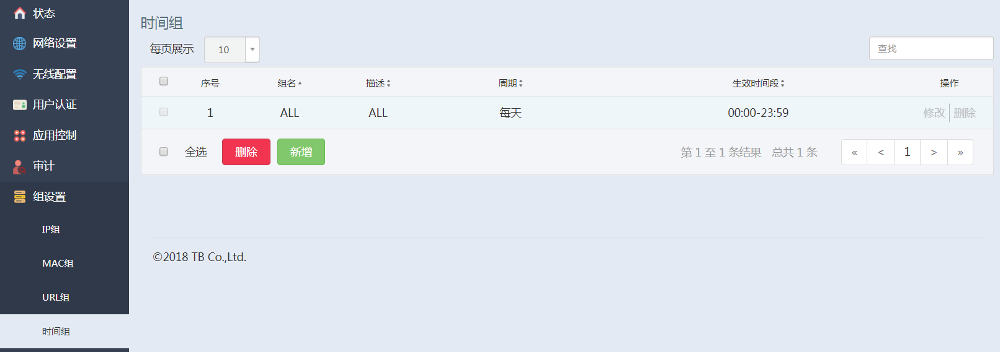 状态
网络设置
无线配置
用户认证
应用控制
审计
组设置
IP组
MAC组
URL组
时间组
时间组
每页展示 10 查找
序号 组名 描述 周期 生效时间段 操作
1 ALL ALL 每天 00:00-23:59 修改 删除
全选 删除 新增 第 1 至 1 条结果 总共 1 条 « < 1 > »
©2018 TB Co.,Ltd.